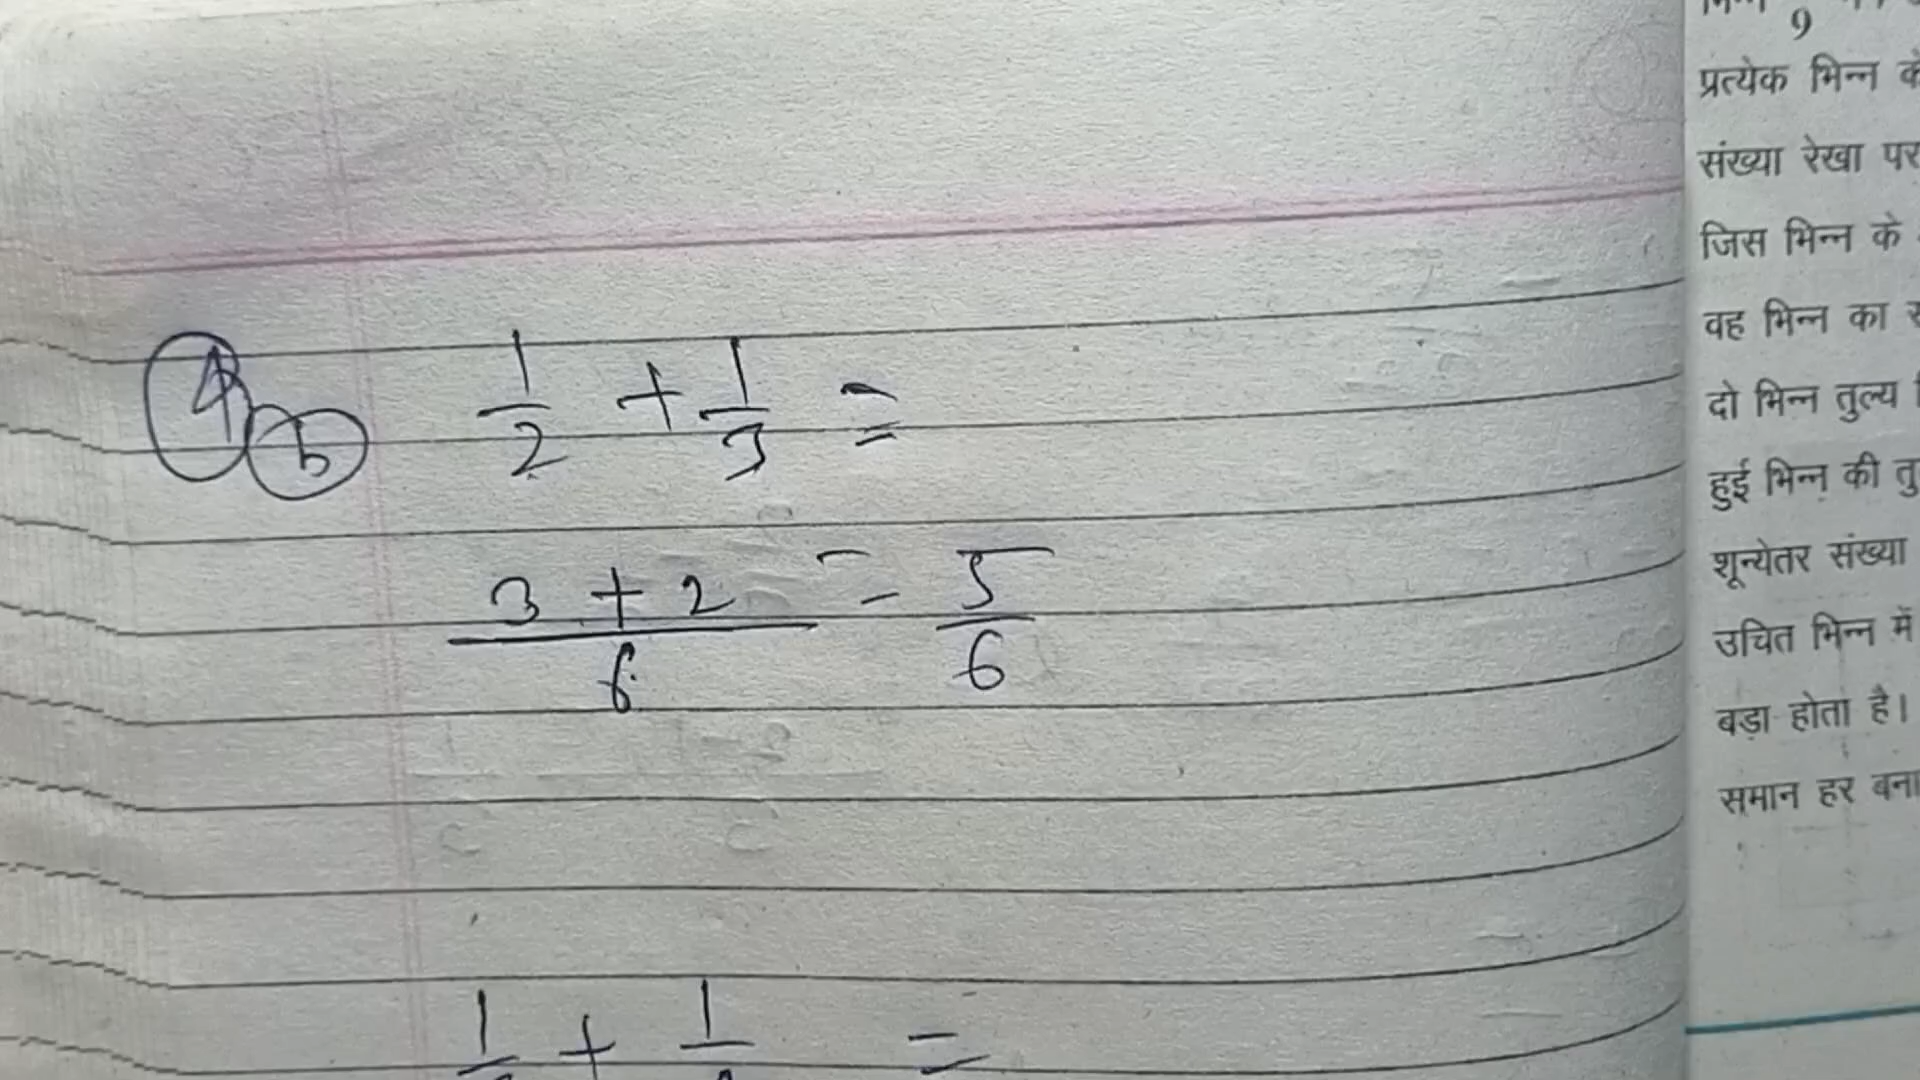 4 b 1/2 + 1/3 =
3 + 2 / 6 = 5/6
1 + 1 =
9
प्रत्येक भिन्न
संख्या रेखा पर
जिस भिन्न के
वह भिन्न का
दो भिन्न तुल्य
हुई भिन्न की
शून्येतर संख्या
उचित भिन्न में
बड़ा होता है।
समान हर